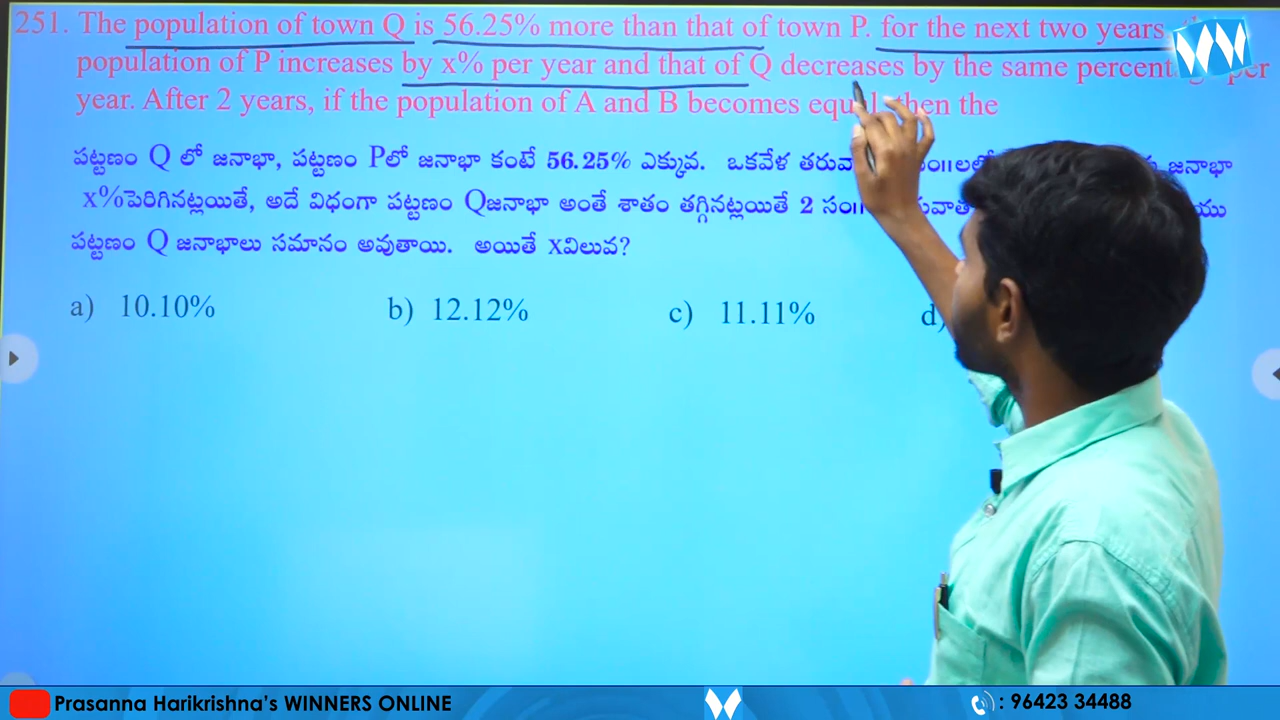 251. The population of town Q is 56.25% more than that of town P. for the next two years
population of P increases by x% per year and that of Q decreases by the same per
year. After 2 years, if the population of A and B becomes then the
పట్టణం Q లో జనాభా, పట్టణం Pలో జనాభా కంటే 56.25% ఎక్కువ. ఒకవేళ జనాభా
x%పెరిగినట్లయితే, అదే విధంగా పట్టణం Qజనాభా అంతే శాతం తగ్గినట్లయితే 2
పట్టణం Q జనాభాలు సమానం అవుతాయి. అయితే xవిలువ?
a) 10.10% b) 12.12% c) 11.11% d)
Prasanna Harikrishna's WINNERS ONLINE : 96423 34488